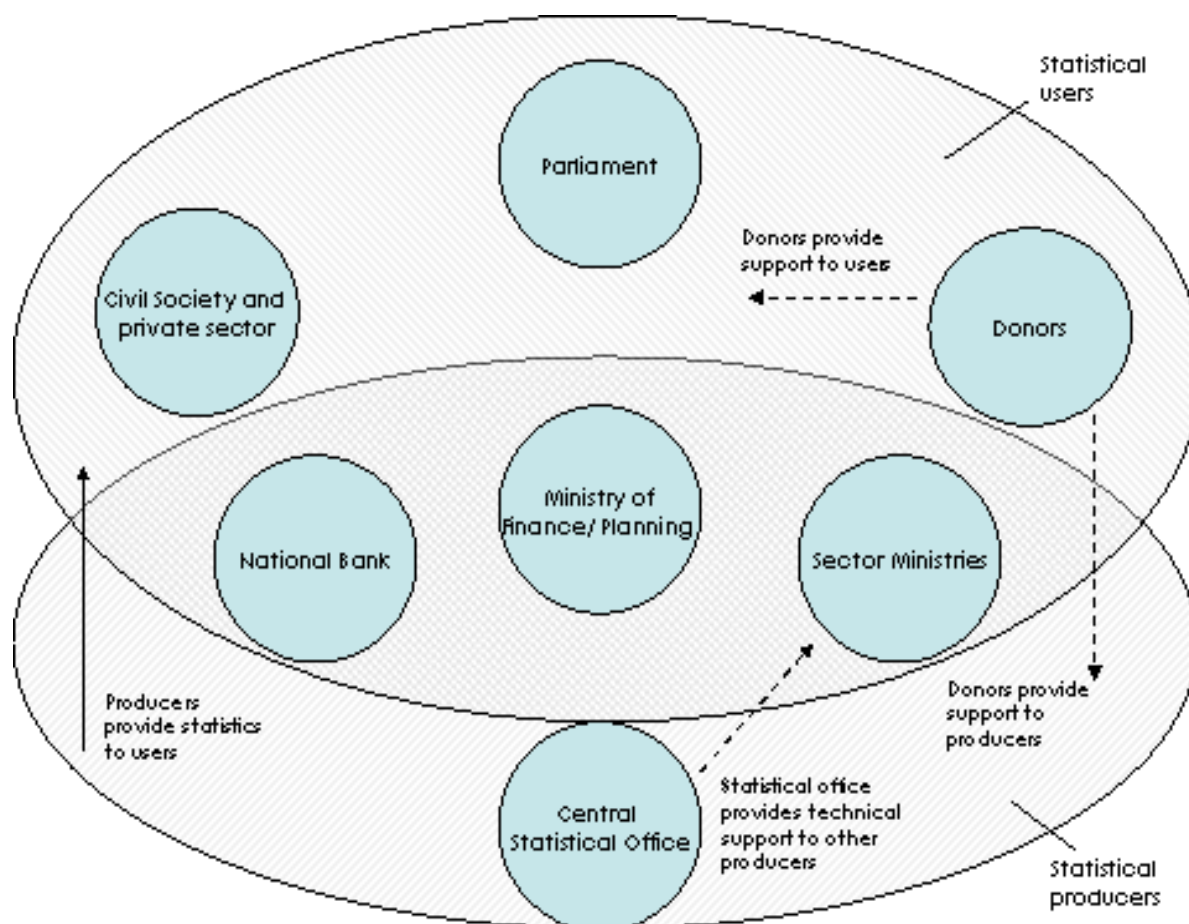 Statistical
users
Parliament
Donors provide
support to users
Civil Society and
private sector
Donors
Ministry of
Finance/ Planning
National Bank
Sector Ministries
Producers
provide statistics
to users
Donors provide
support to
producers
Statistical office
provides technical
support to other
producers
Central
Statistical Office
Statistical
producers